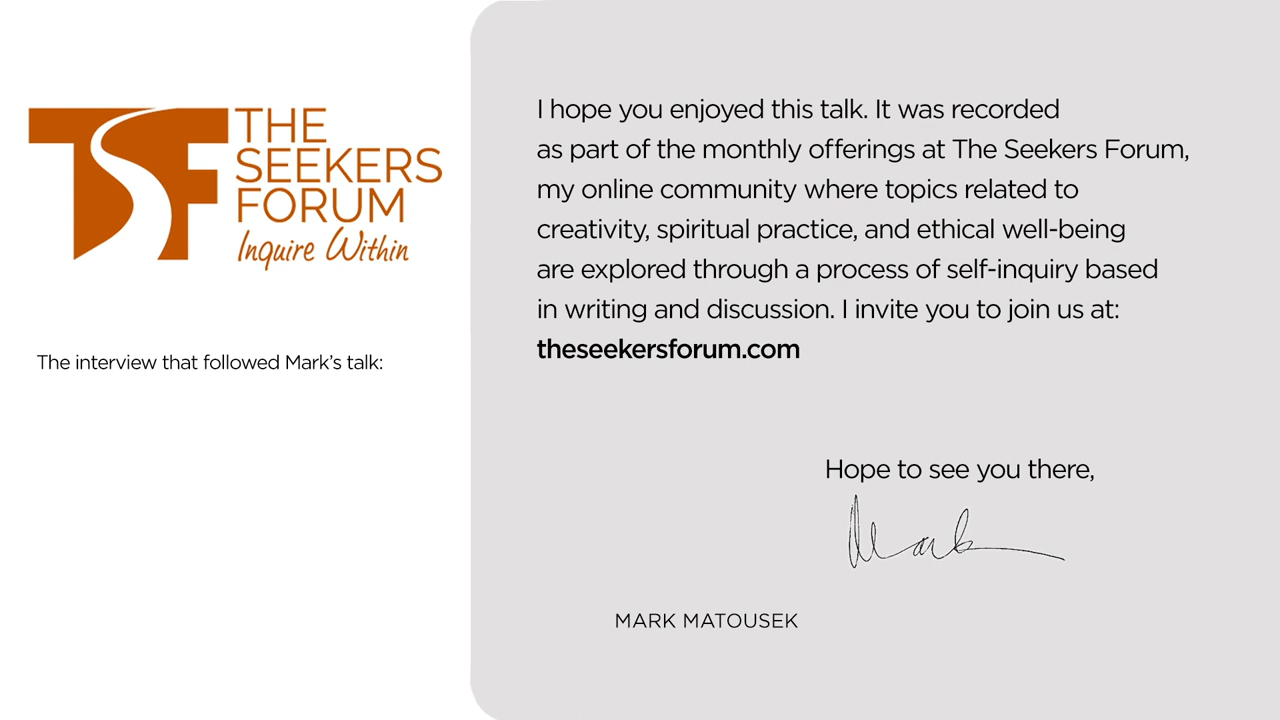 TSF
THE
SEEKERS
FORUM
Inquire Within
The interview that followed Mark’s talk:
I hope you enjoyed this talk. It was recorded
as part of the monthly offerings at The Seekers Forum,
my online community where topics related to
creativity, spiritual practice, and ethical well-being
are explored through a process of self-inquiry based
in writing and discussion. I invite you to join us at:
theseekersforum.com
Hope to see you there,
Mark
MARK MATOUSEK